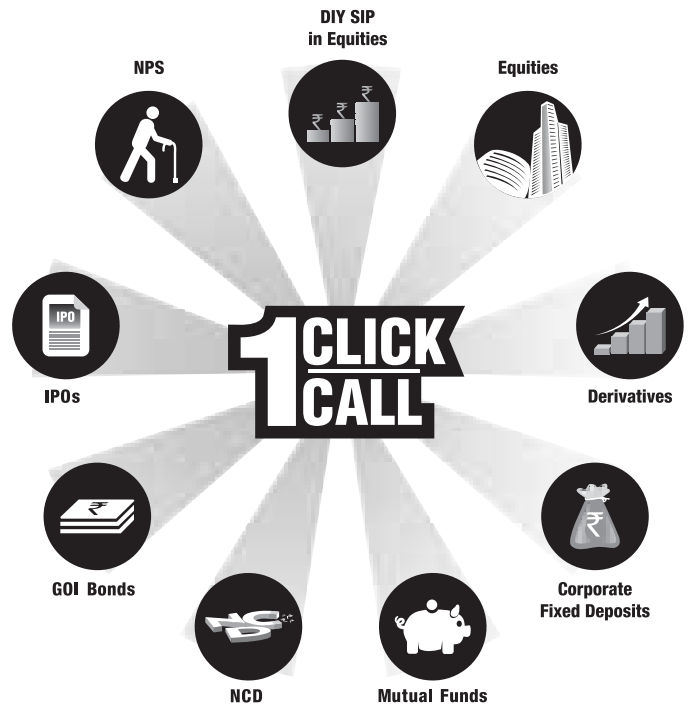 DIY SIP
in Equities
NPS
Equities
IPO
IPOs
1 CLICK
CALL
Derivatives
GOI Bonds
Corporate
Fixed Deposits
NCD
NCD
Mutual Funds
₹ ₹ ₹
₹
₹